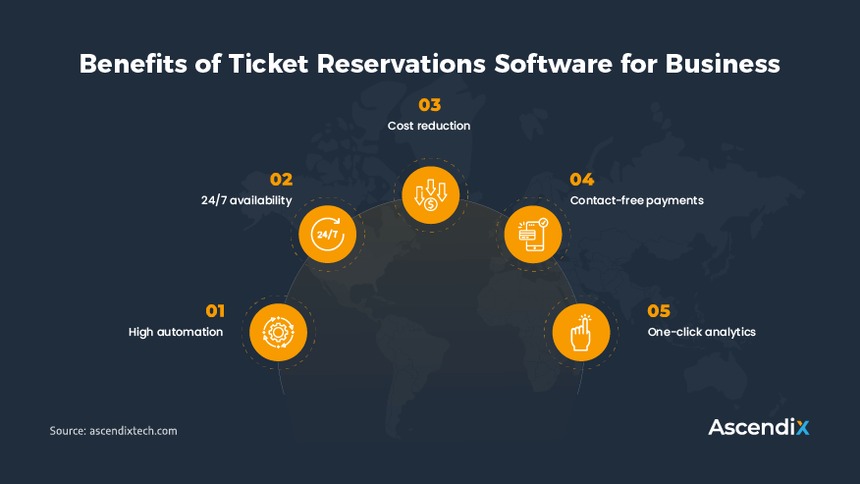 Benefits of Ticket Reservations Software for Business
01
High automation
02
24/7 availability
24/7
03
Cost reduction
$
04
Contact-free payments
05
One-click analytics
Source: ascendixtech.com
Ascendix